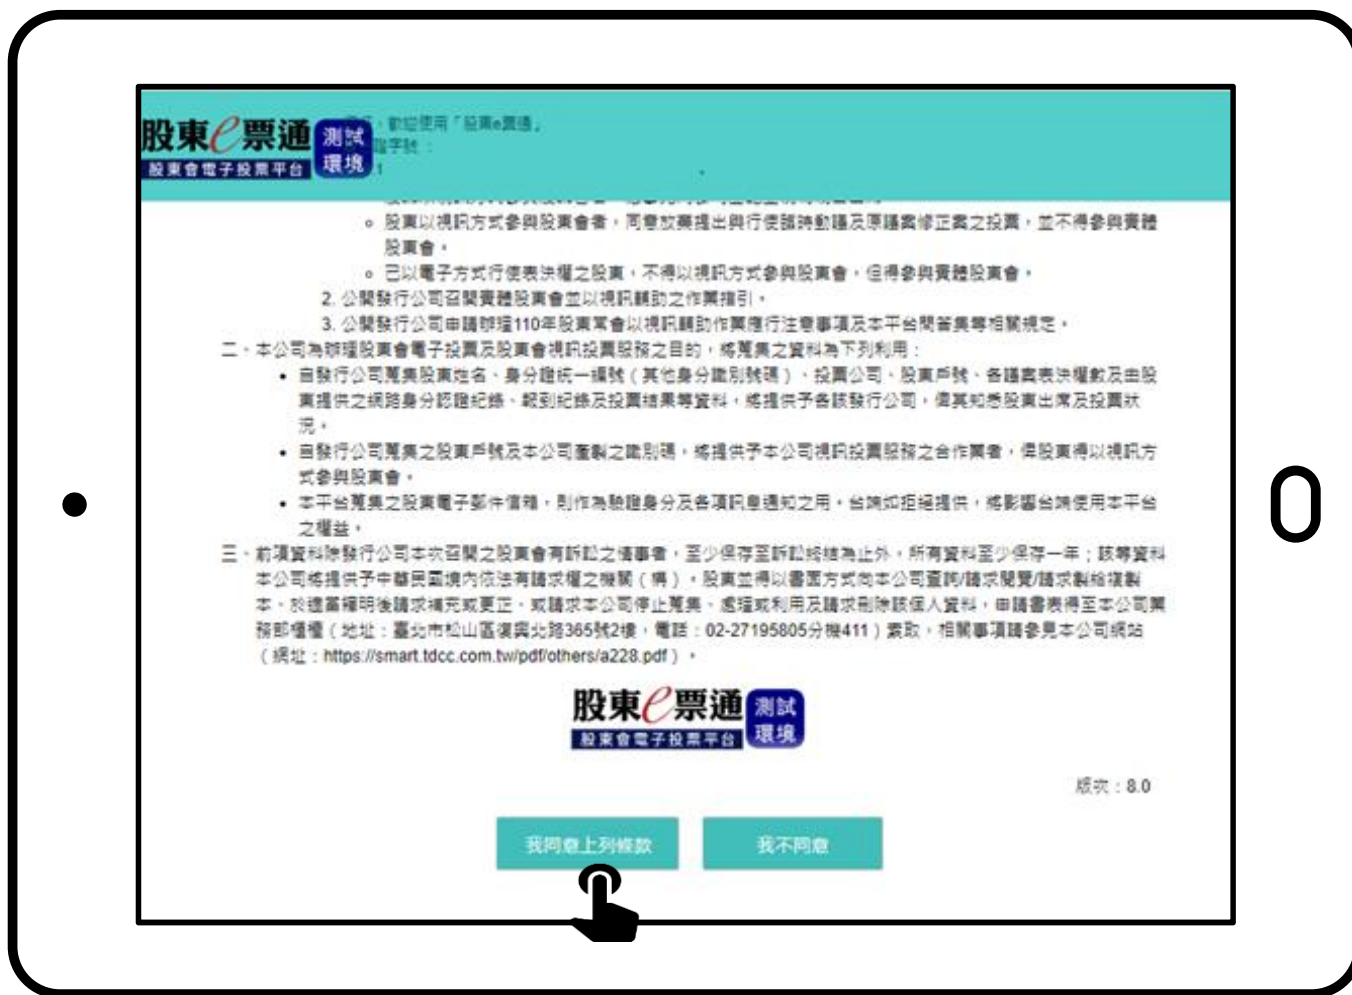 股東e票通 測試環境
股東會電子投票平台
歡迎使用「股東e票通」
股東以視訊方式參與股東會者，同意放棄提出與行使臨時動議及原議案修正案之投票，並不得參與實體
股東會。
已以電子方式行使表決權之股東，不得以視訊方式參與股東會，但得參與實體股東會。
2. 公開發行公司召開實體股東會並以視訊輔助之作業指引。
3. 公開發行公司申請辦理110年股東常會以視訊輔助作業應行注意事項及本平台問答集等相關規定。
二、本公司為辦理股東會電子投票及股東會視訊投票服務之目的，將蒐集之資料為下列利用：
• 自發行公司蒐集股東姓名、身分證統一編號（其他身分識別號碼）、投票公司、股東戶號、各議案表決權數及由股
東提供之網路身分認證紀錄、報到紀錄及投票結果等資料，將提供予各該發行公司，俾其知悉股東出席及投票狀
況。
• 自發行公司蒐集之股東戶號及本公司產製之識別碼，將提供予本公司視訊投票服務之合作業者，俾股東得以視訊方
式參與股東會。
• 本平台蒐集之股東電子郵件信箱，則作為驗證身分及各項訊息通知之用。台端如拒絕提供，將影響台端使用本平台
之權益。
三、前項資料除發行公司本次召開之股東會有訴訟之情事者，至少保存至訴訟終結為止外，所有資料至少保存一年；該等資料
本公司將提供予中華民國境內依法有請求權之機關（構）。股東並得以書面方式向本公司查詢/請求閱覽/請求製給複製
本、於適當釋明後請求補充或更正、或請求本公司停止蒐集、處理或利用及請求刪除該個人資料，申請書表得至本公司業
務部櫃檯（地址：臺北市松山區復興北路365號2樓，電話：02-27195805分機411）索取，相關事項請參見本公司網站
（網址：https://smart.tdcc.com.tw/pdf/others/a228.pdf）。
股東e票通 測試環境
股東會電子投票平台
版次：8.0
我同意上列條款 我不同意